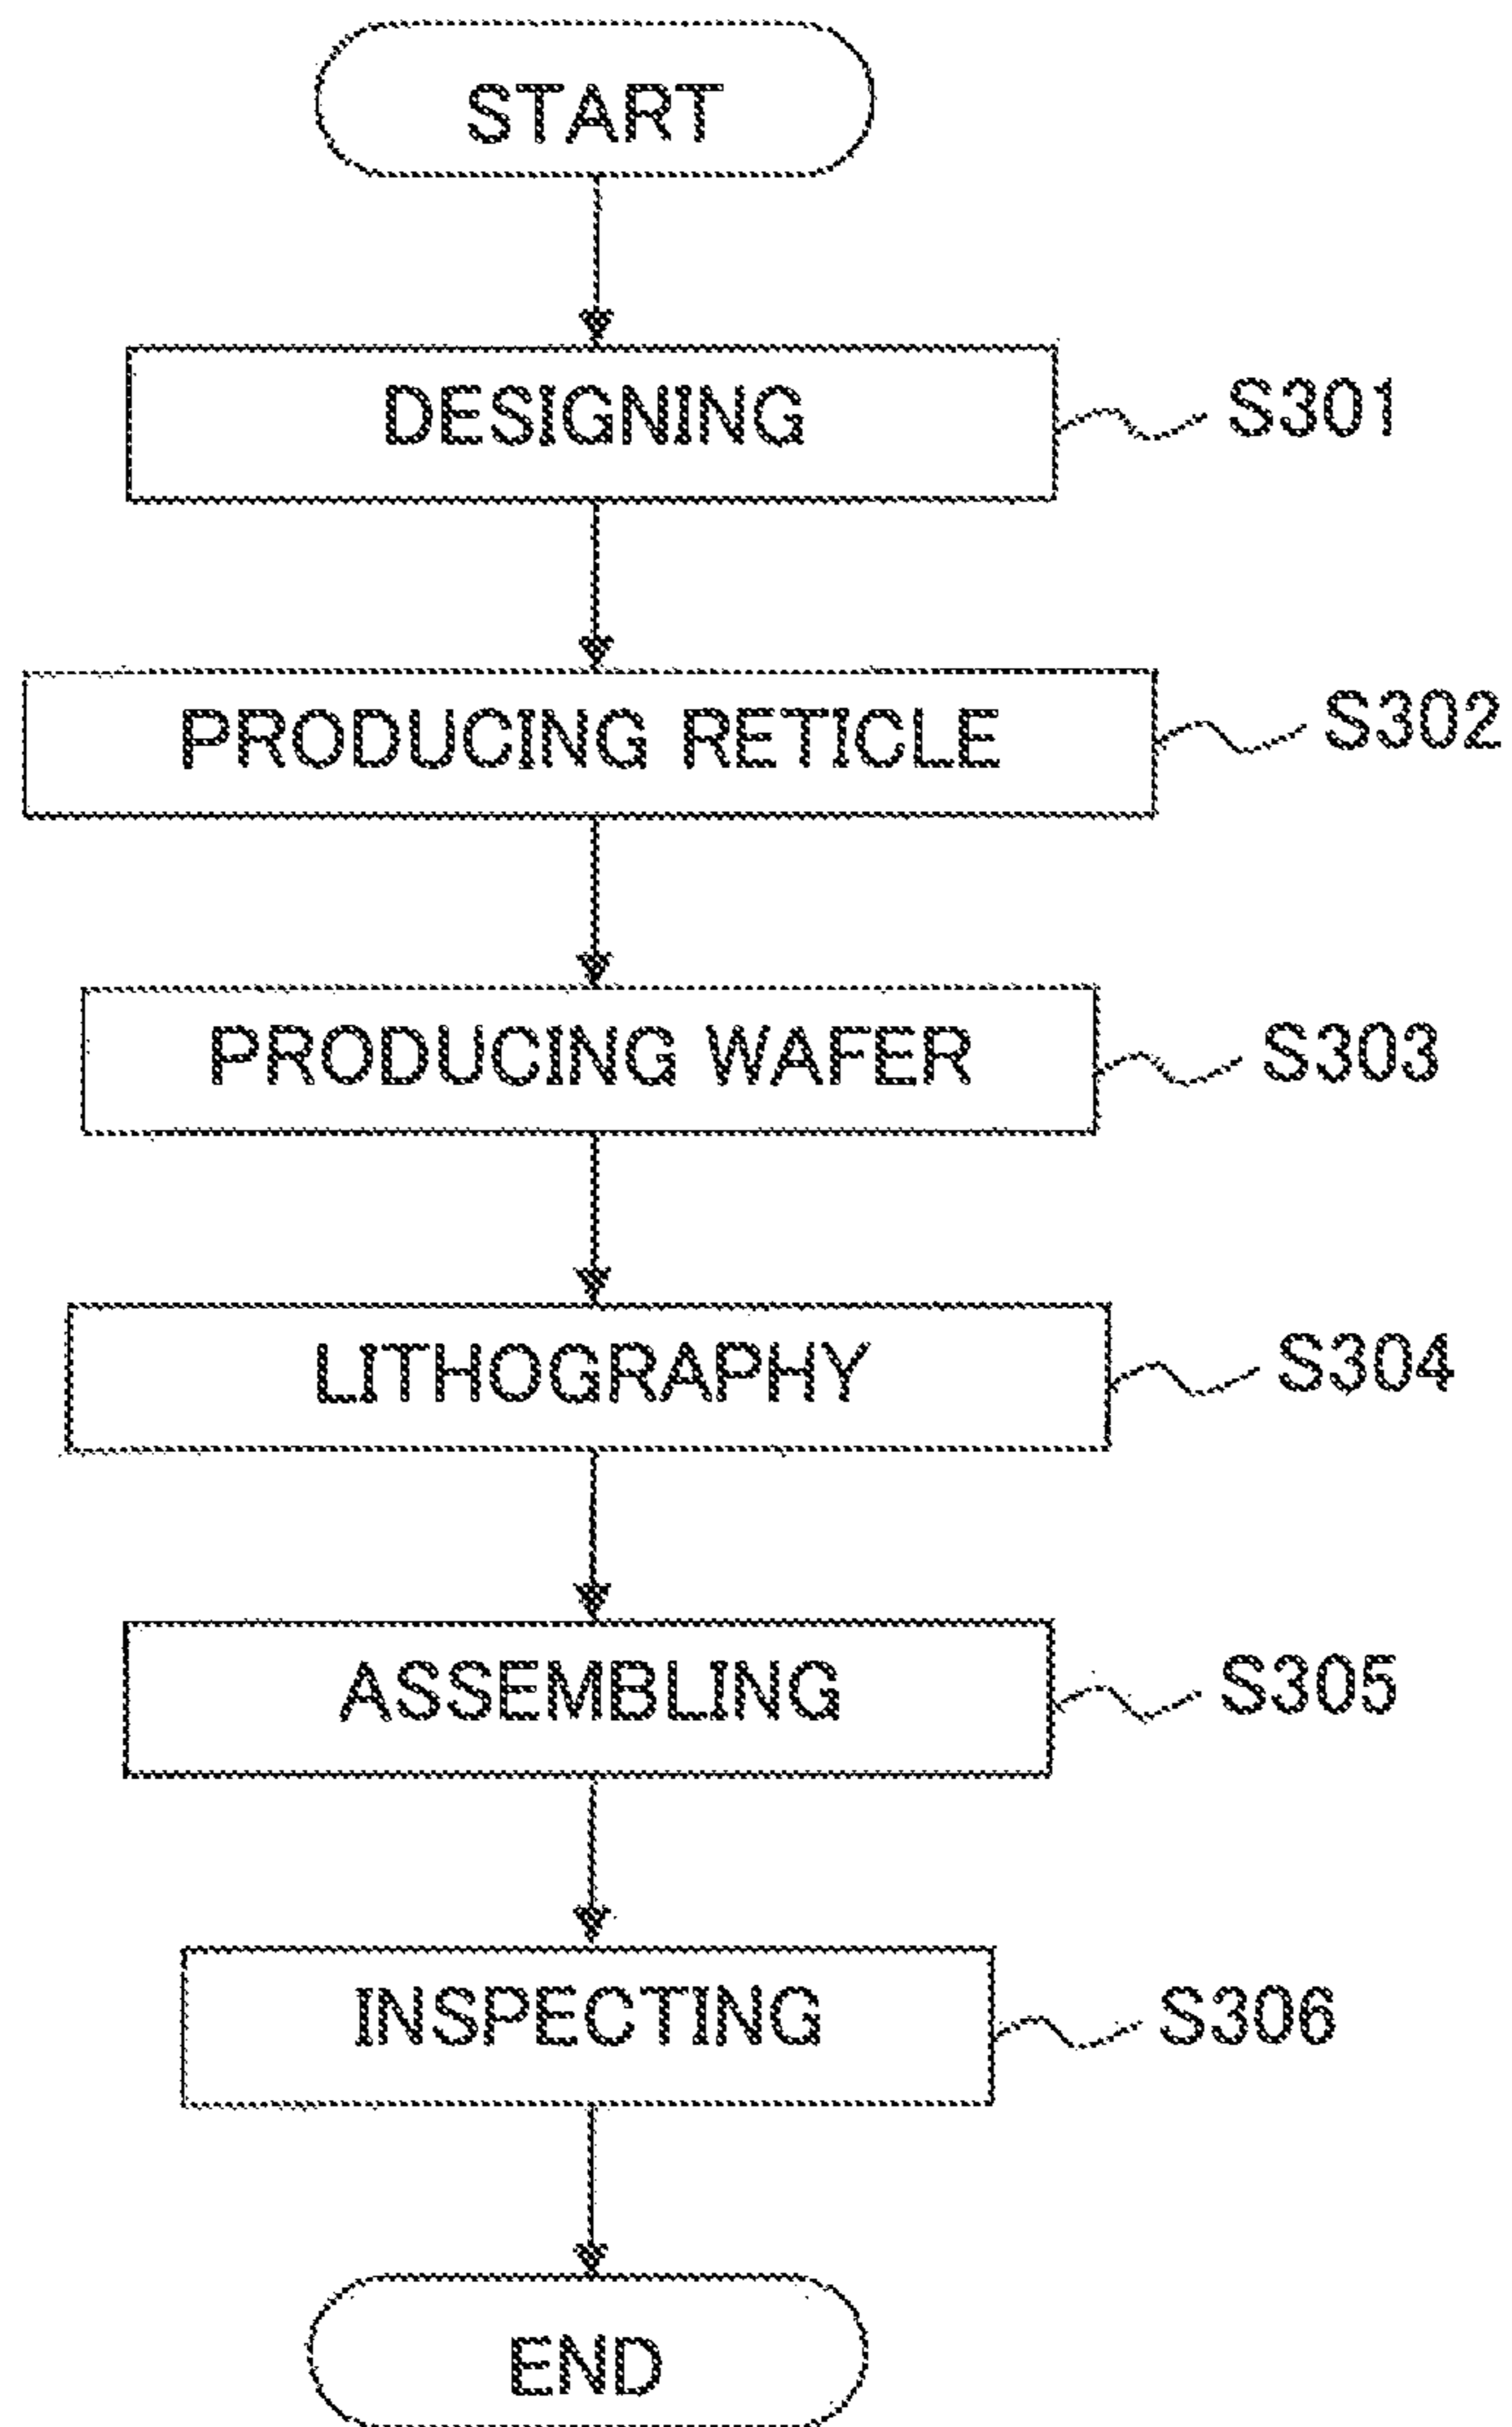 START
DESIGNING S301
PRODUCING RETICLE S302
PRODUCING WAFER S303
LITHOGRAPHY S304
ASSEMBLING S305
INSPECTING S306
END